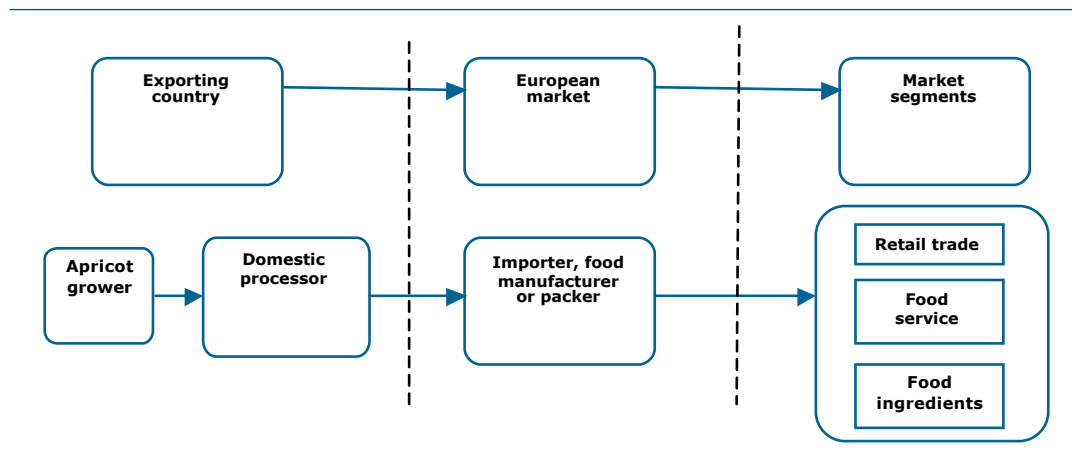 Exporting
country
European
market
Market
segments
Apricot
grower
Domestic
processor
Importer, food
manufacturer
or packer
Retail trade
Food
service
Food
ingredients